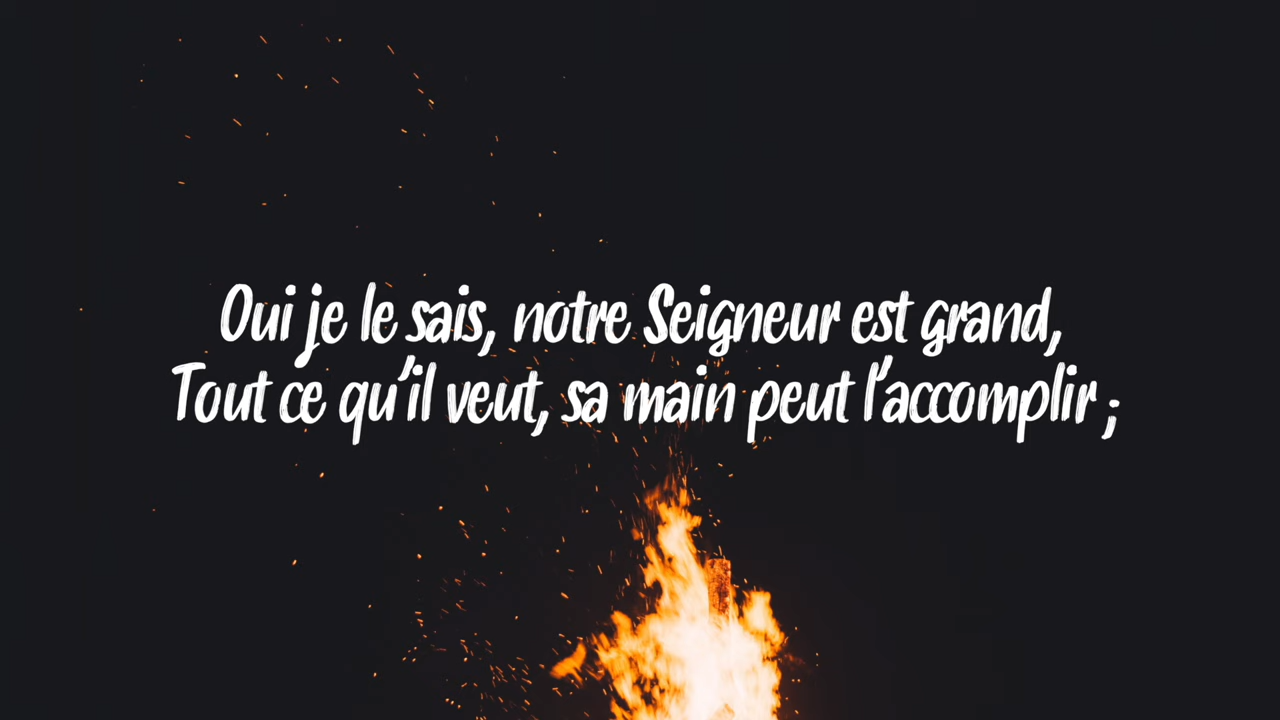 Oui je le sais, notre Seigneur est grand,
Tout ce qu'il veut, sa main peut l'accomplir ;